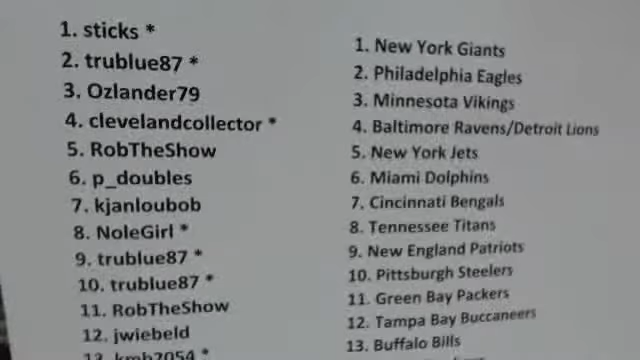 1. sticks *
2. trublue87 *
3. Ozlander79
4. clevelandcollector *
5. RobTheShow
6. p_doubles
7. kjanloubob
8. NoleGirl *
9. trublue87 *
10. trublue87 *
11. RobTheShow
12. jwiebeld
13. kmb7054 *
1. New York Giants
2. Philadelphia Eagles
3. Minnesota Vikings
4. Baltimore Ravens/Detroit Lions
5. New York Jets
6. Miami Dolphins
7. Cincinnati Bengals
8. Tennessee Titans
9. New England Patriots
10. Pittsburgh Steelers
11. Green Bay Packers
12. Tampa Bay Buccaneers
13. Buffalo Bills